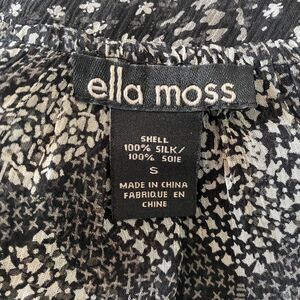 ella moss
SHELL
100% SILK/
100% SOIE
S
MADE IN CHINA
FABRIQUE EN
CHINE